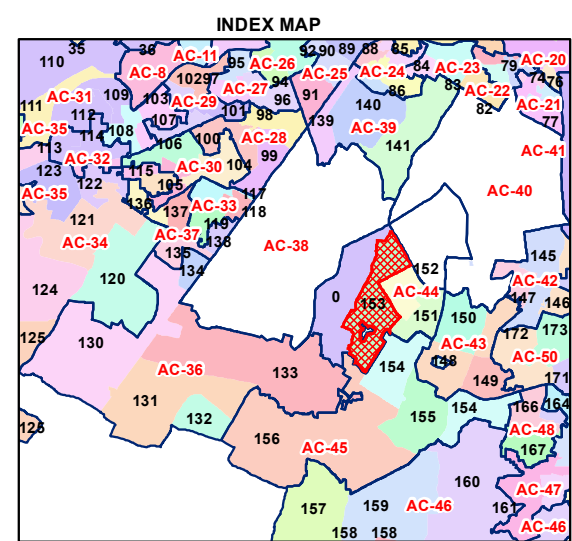 INDEX MAP
35 36 AC-11 92 90 89 88 85 AC-20
110 AC-8 95 AC-26 AC-25 AC-24 84 AC-23 79 74 76
109 103 102 97 AC-27 94 91 86 83 AC-22
AC-31 AC-29 96 140 82 AC-21
111 112 107 101 98 139 AC-39 77
AC-35 114 108 100 AC-28 141 AC-41
113 AC-32 106 AC-30 104 99
123 115 AC-40
AC-35 122 105 117
136 137 AC-33 118
121 119
AC-34 AC-37 138 AC-38
135 145
120 134 152 AC-42
124 0 153 AC-44 147 146
151 150
125 130 172 173
AC-43 AC-50
AC-36 133 148
154 149 171
131 166 164
132 155 154 AC-48
126 156 AC-45 167
160 AC-47
157 159 AC-46 161
158 158 AC-46